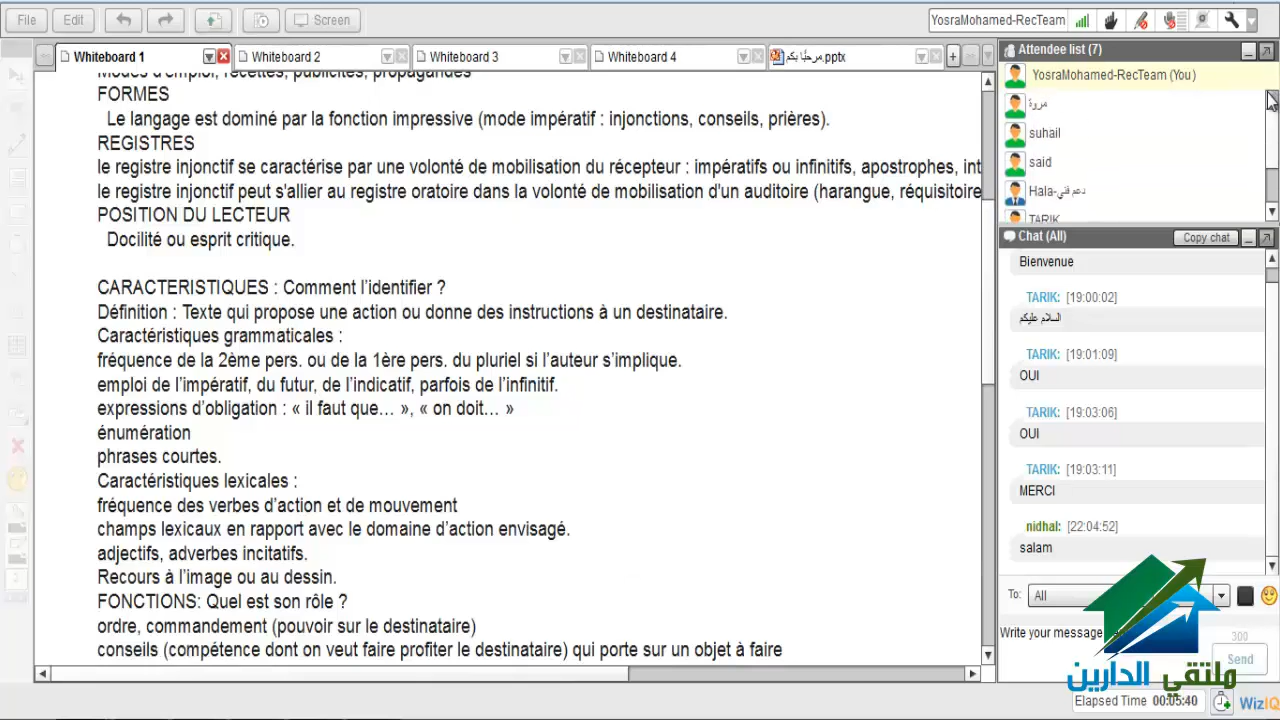 File
Edit
Screen
YosraMohamed-RecTeam
Whiteboard 1
Whiteboard 2
Whiteboard 3
Whiteboard 4
مرحبًا بكم.pptx
Modes d'emploi, recettes, publicités, propagandes
FORMES
Le langage est dominé par la fonction impressive (mode impératif : injonctions, conseils, prières).
REGISTRES
le registre injonctif se caractérise par une volonté de mobilisation du récepteur : impératifs ou infinitifs, apostrophes, int
le registre injonctif peut s'allier au registre oratoire dans la volonté de mobilisation d'un auditoire (harangue, réquisitoire
POSITION DU LECTEUR
Docilité ou esprit critique.
CARACTERISTIQUES : Comment l’identifier ?
Définition : Texte qui propose une action ou donne des instructions à un destinataire.
Caractéristiques grammaticales :
fréquence de la 2ème pers. ou de la 1ère pers. du pluriel si l’auteur s’implique.
emploi de l’impératif, du futur, de l’indicatif, parfois de l’infinitif.
expressions d’obligation : « il faut que… », « on doit… »
énumération
phrases courtes.
Caractéristiques lexicales :
fréquence des verbes d’action et de mouvement
champs lexicaux en rapport avec le domaine d’action envisagé.
adjectifs, adverbes incitatifs.
Recours à l’image ou au dessin.
FONCTIONS: Quel est son rôle ?
ordre, commandement (pouvoir sur le destinataire)
conseils (compétence dont on veut faire profiter le destinataire) qui porte sur un objet à faire
Attendee list (7)
YosraMohamed-RecTeam (You)
مروة
suhail
said
Hala-دعم فني
TARIK
Chat (All)
Copy chat
Bienvenue
TARIK: [19:00:02]
السلام عليكم
TARIK: [19:01:09]
OUI
TARIK: [19:03:06]
OUI
TARIK: [19:03:11]
MERCI
nidhal: [22:04:52]
salam
To:
All
Write your message
300
Send
ملتقي الدارين
Elapsed Time 00:05:40
WizIQ